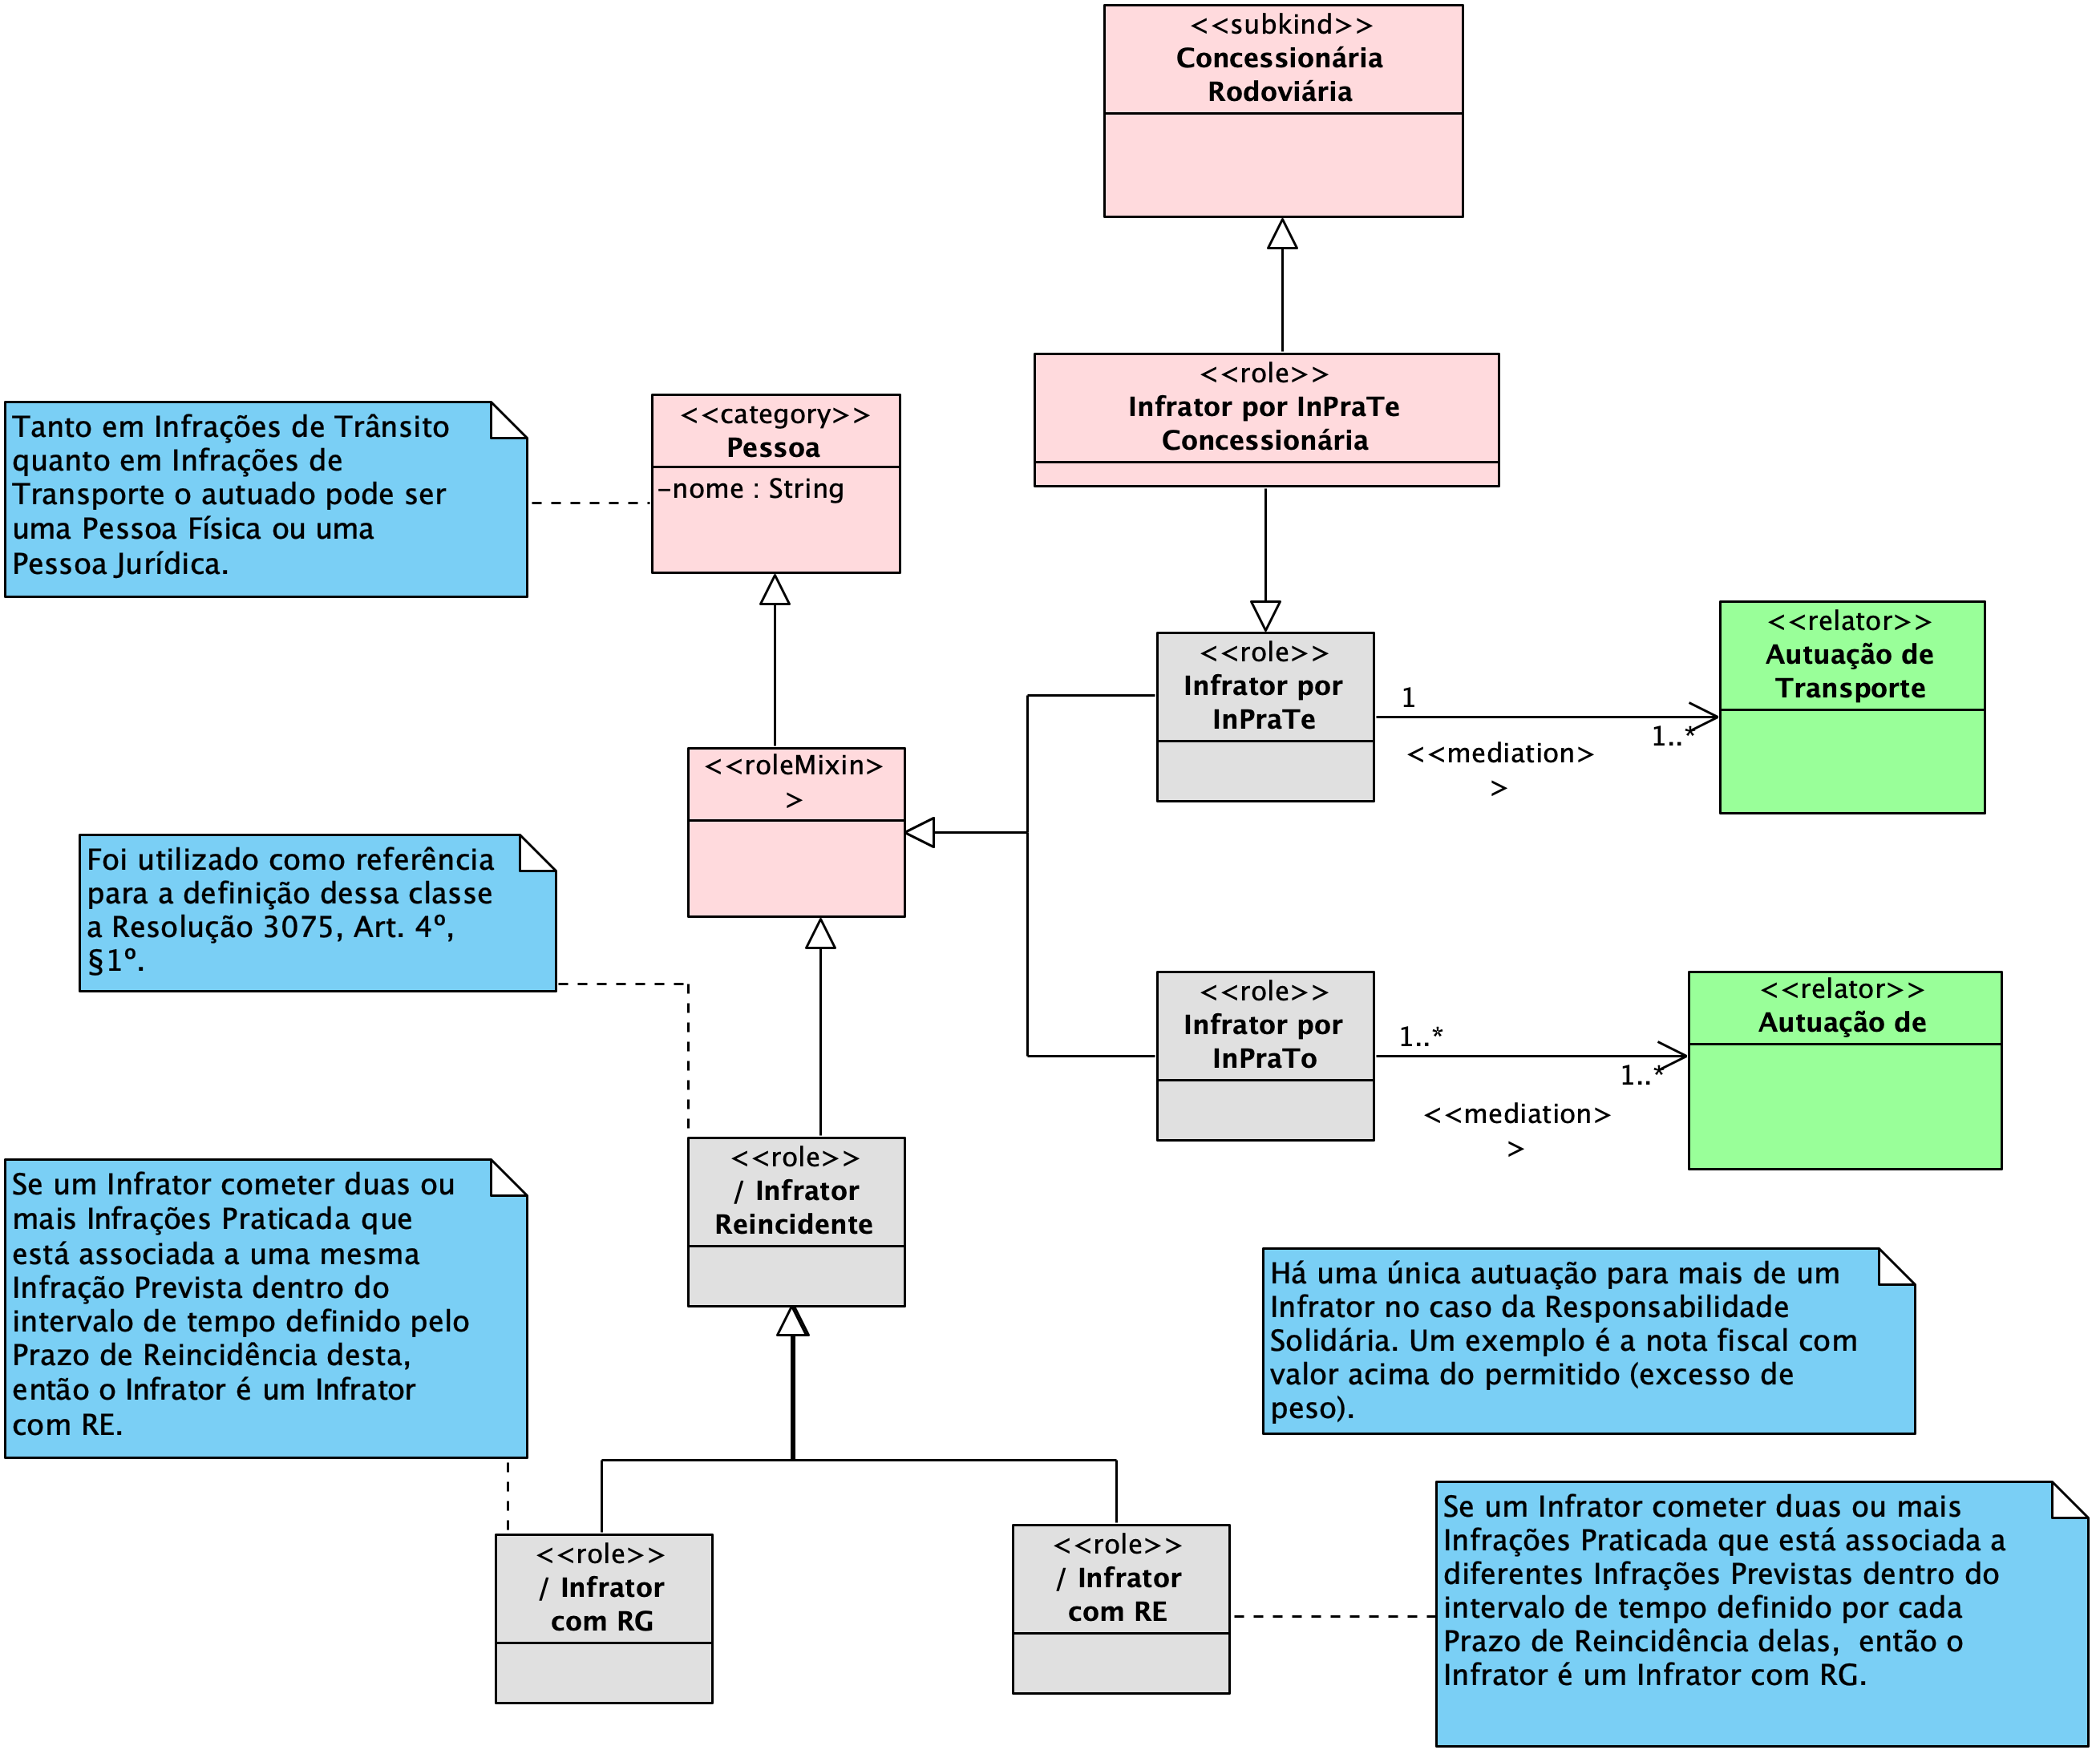 <<subkind>>
Concessionária
Rodoviária
<<role>>
Infrator por InPraTe
Concessionária
Tanto em Infrações de Trânsito
quanto em Infrações de
Transporte o autuado pode ser
uma Pessoa Física ou uma
Pessoa Jurídica.
<<category>>
Pessoa
-nome : String
<<role>>
Infrator por
InPraTe
1
1..*
<<mediation>
>
<<relator>>
Autuação de
Transporte
<<roleMixin>
>
Foi utilizado como referência
para a definição dessa classe
a Resolução 3075, Art. 4º,
§1º.
<<role>>
Infrator por
InPraTo
1..*
1..*
<<mediation>
>
<<relator>>
Autuação de
<<role>>
/ Infrator
Reincidente
Se um Infrator cometer duas ou
mais Infrações Praticada que
está associada a uma mesma
Infração Prevista dentro do
intervalo de tempo definido pelo
Prazo de Reincidência desta,
então o Infrator é um Infrator
com RE.
Há uma única autuação para mais de um
Infrator no caso da Responsabilidade
Solidária. Um exemplo é a nota fiscal com
valor acima do permitido (excesso de
peso).
<<role>>
/ Infrator
com RG
<<role>>
/ Infrator
com RE
Se um Infrator cometer duas ou mais
Infrações Praticada que está associada a
diferentes Infrações Previstas dentro do
intervalo de tempo definido por cada
Prazo de Reincidência delas,  então o
Infrator é um Infrator com RG.